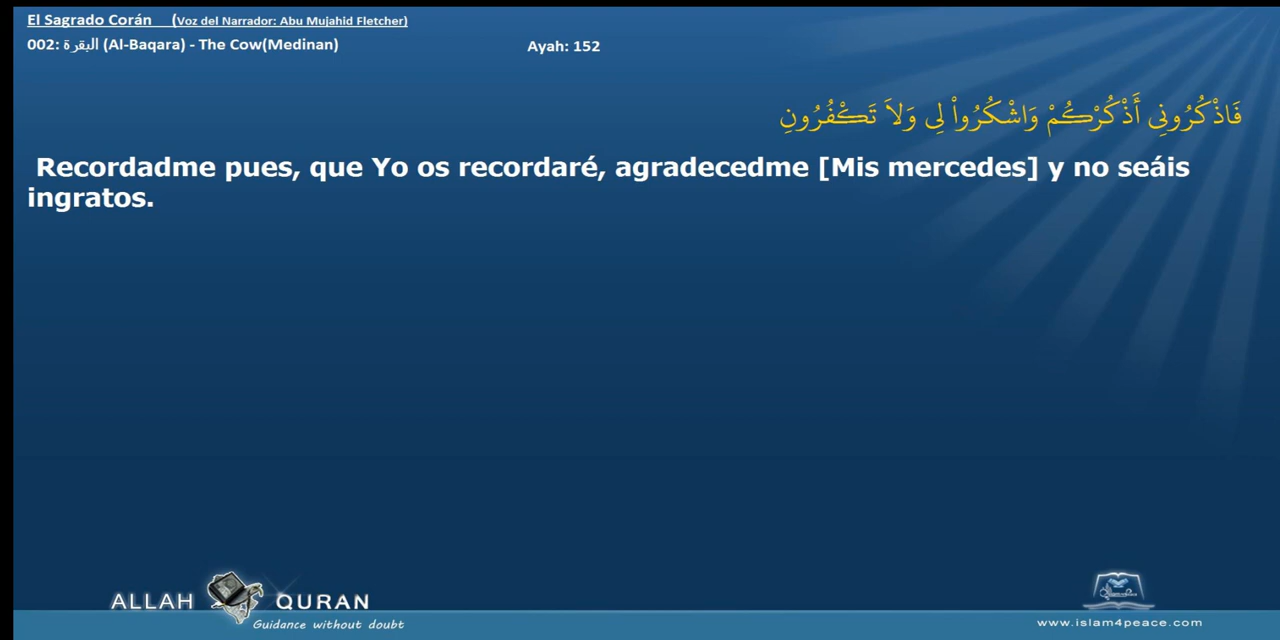 El Sagrado Corán (Voz del Narrador: Abu Mujahid Fletcher)
002: البقرة (Al-Baqara) - The Cow(Medinan) Ayah: 152
فَاذْكُرُونِي أَذْكُرْكُمْ وَاشْكُرُواْ لِي وَلاَ تَكْفُرُونِ
Recordadme pues, que Yo os recordaré, agradecedme [Mis mercedes] y no seáis
ingratos.
ALLAH QURAN
Guidance without doubt
www.islam4peace.com